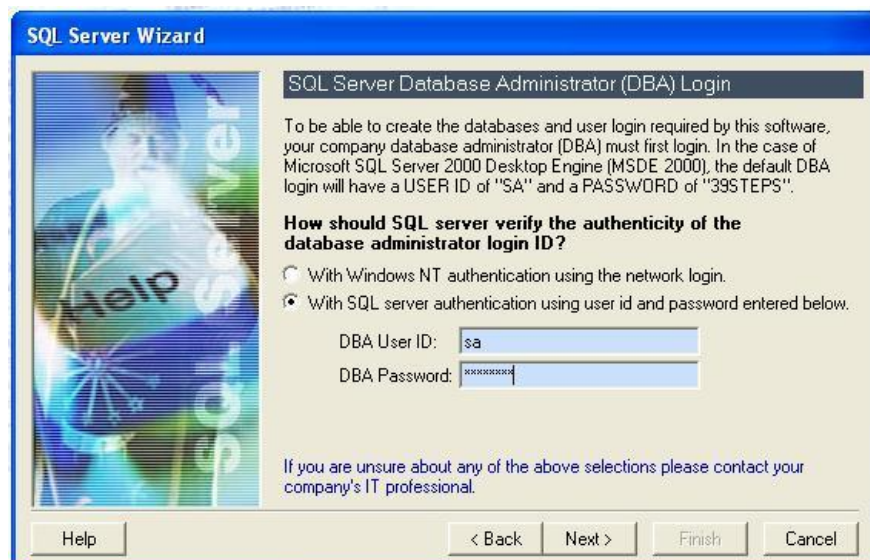 SQL Server Wizard
SQL Server Database Administrator (DBA) Login
To be able to create the databases and user login required by this software,
your company database administrator (DBA) must first login. In the case of
Microsoft SQL Server 2000 Desktop Engine (MSDE 2000), the default DBA
login will have a USER ID of "SA" and a PASSWORD of "39STEPS".
How should SQL server verify the authenticity of the
database administrator login ID?
With Windows NT authentication using the network login.
With SQL server authentication using user id and password entered below.
DBA User ID: sa
DBA Password: ********
If you are unsure about any of the above selections please contact your
company's IT professional.
Help
SQL Server
Help
< Back
Next >
Finish
Cancel